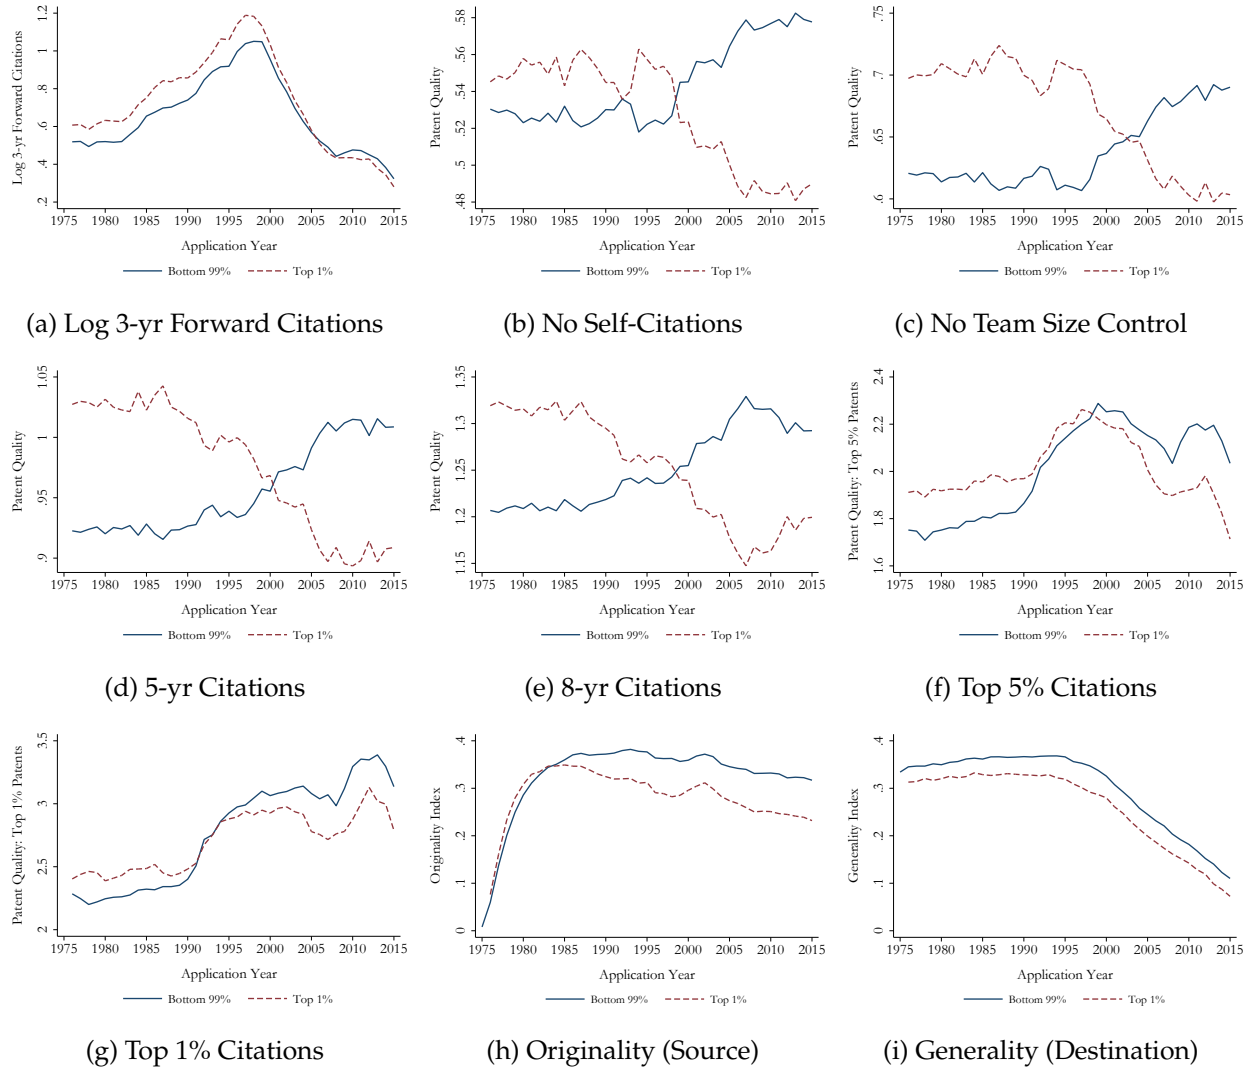 Log 3-yr Forward Citations
.2 .4 .6 .8 1 1.2
1975 1980 1985 1990 1995 2000 2005 2010 2015
Application Year
Bottom 99% Top 1%
(a) Log 3-yr Forward Citations
Patent Quality
.48 .5 .52 .54 .56 .58
1975 1980 1985 1990 1995 2000 2005 2010 2015
Application Year
Bottom 99% Top 1%
(b) No Self-Citations
Patent Quality
.6 .65 .7 .75
1975 1980 1985 1990 1995 2000 2005 2010 2015
Application Year
Bottom 99% Top 1%
(c) No Team Size Control
Patent Quality
.9 .95 1 1.05
1975 1980 1985 1990 1995 2000 2005 2010 2015
Application Year
Bottom 99% Top 1%
(d) 5-yr Citations
Patent Quality
1.15 1.2 1.25 1.3 1.35
1975 1980 1985 1990 1995 2000 2005 2010 2015
Application Year
Bottom 99% Top 1%
(e) 8-yr Citations
Patent Quality: Top 5% Patents
1.6 1.8 2 2.2 2.4
1975 1980 1985 1990 1995 2000 2005 2010 2015
Application Year
Bottom 99% Top 1%
(f) Top 5% Citations
Patent Quality: Top 1% Patents
2 2.5 3 3.5
1975 1980 1985 1990 1995 2000 2005 2010 2015
Application Year
Bottom 99% Top 1%
(g) Top 1% Citations
Originality Index
0 .1 .2 .3 .4
1975 1980 1985 1990 1995 2000 2005 2010 2015
Application Year
Bottom 99% Top 1%
(h) Originality (Source)
Generality Index
0 .1 .2 .3 .4
1975 1980 1985 1990 1995 2000 2005 2010 2015
Application Year
Bottom 99% Top 1%
(i) Generality (Destination)